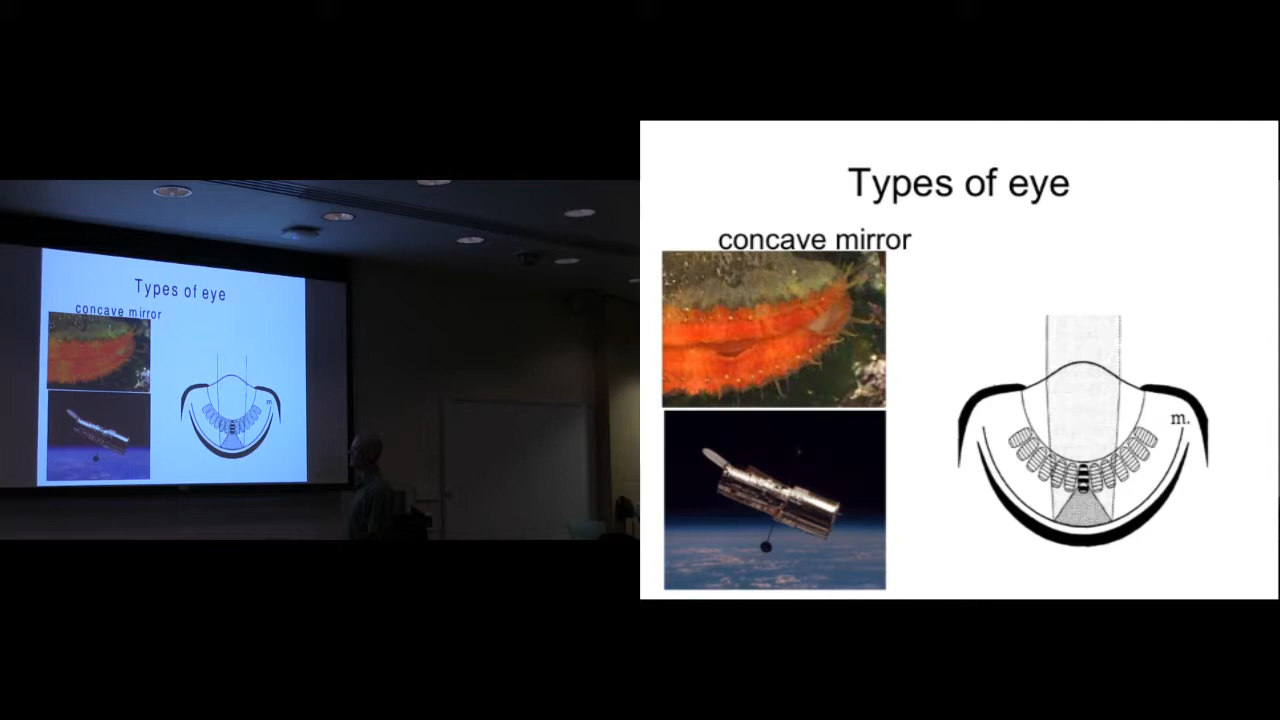 Types of eye
concave mirror
m.
Types of eye
concave mirror
m.